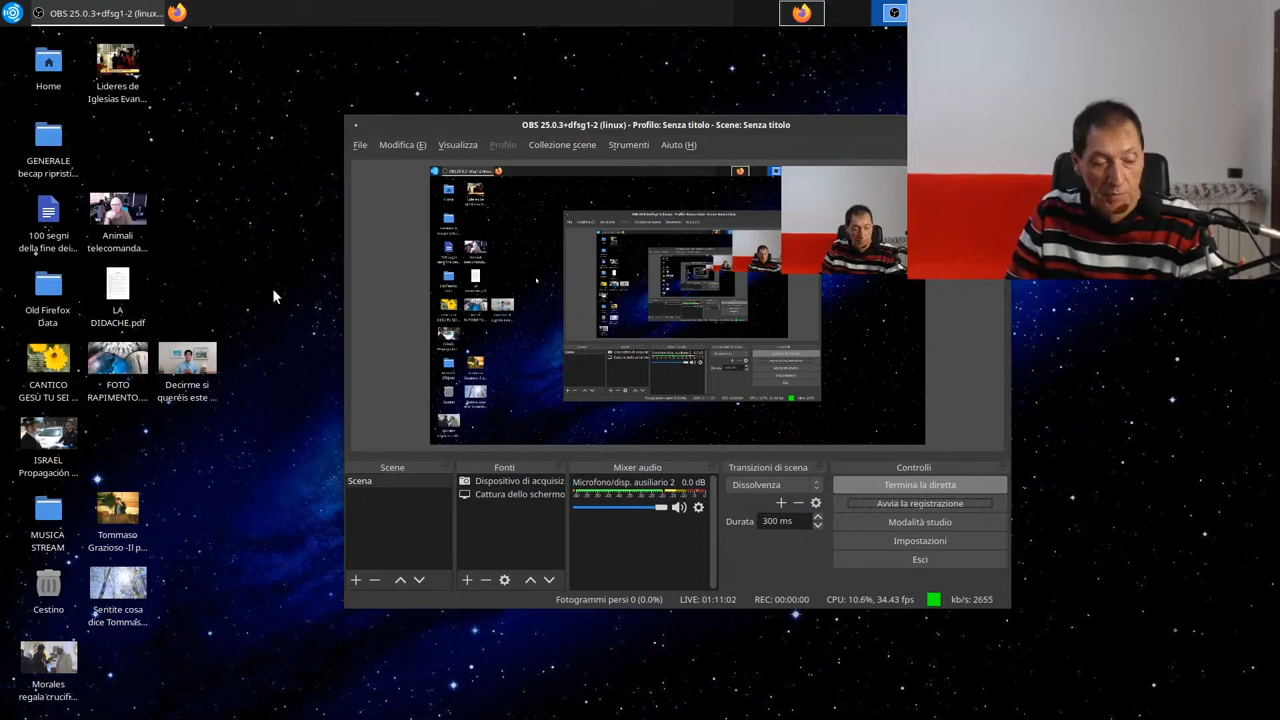 OBS 25.0.3+dfsg1-2 (linux...
Home
Lideres de
Iglesias Evan...
GENERALE
becap ripristi...
100 segni
della fine dei...
Animali
telecomanda...
Old Firefox
Data
LA
DIDACHE.pdf
CANTICO
GESÙ TU SEI ...
FOTO
RAPIMENTO....
Decirme si
queréis este ...
ISRAEL
Propagación ...
MUSICA
STREAM
Tommaso
Grazioso -Il p...
Cestino
Sentite cosa
dice Tommas...
Morales
regala crucifi...
OBS 25.0.3+dfsg1-2 (linux) - Profilo: Senza titolo - Scene: Senza titolo
File
Modifica (E)
Visualizza
Profilo
Collezione scene
Strumenti
Aiuto (H)
Scene
Scena
Fonti
Dispositivo di acquisiz
Cattura dello schermo
Mixer audio
Microfono/disp. ausiliario 2 0.0 dB
Transizioni di scena
Dissolvenza
Durata 300 ms
Controlli
Termina la diretta
Avvia la registrazione
Modalità studio
Impostazioni
Esci
Fotogrammi persi 0 (0.0%) LIVE: 01:11:02 REC: 00:00:00 CPU: 10.6%, 34.43 fps kb/s: 2655